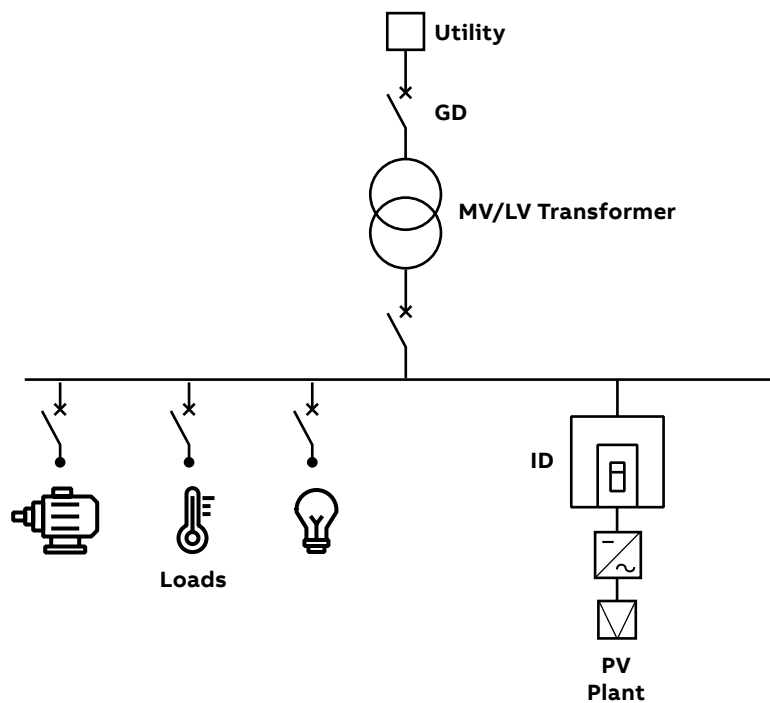 Utility
GD
MV/LV Transformer
ID
Loads
PV
Plant